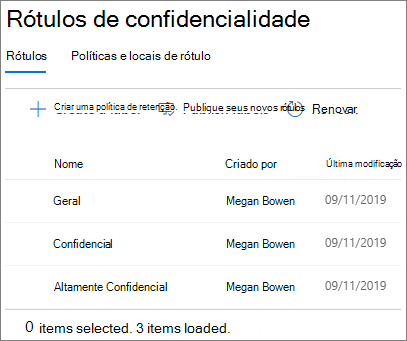 Rótulos de confidencialidade
Rótulos Políticas e locais de rótulo
Criar uma política de retenção. Publique seus novos rótulos Renovar.
Nome Criado por Última modificação
Geral Megan Bowen 09/11/2019
Confidencial Megan Bowen 09/11/2019
Altamente Confidencial Megan Bowen 09/11/2019
0 items selected. 3 items loaded.